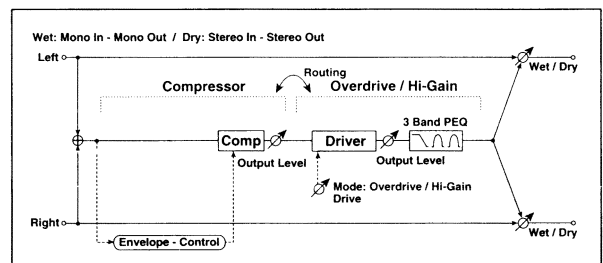 Wet: Mono In - Mono Out / Dry: Stereo In - Stereo Out
Left
Wet / Dry
Routing
Compressor
Overdrive / Hi-Gain
3 Band PEQ
Comp
Driver
Output Level
Output Level
Mode: Overdrive / Hi-Gain
Drive
Right
Wet / Dry
Envelope - Control